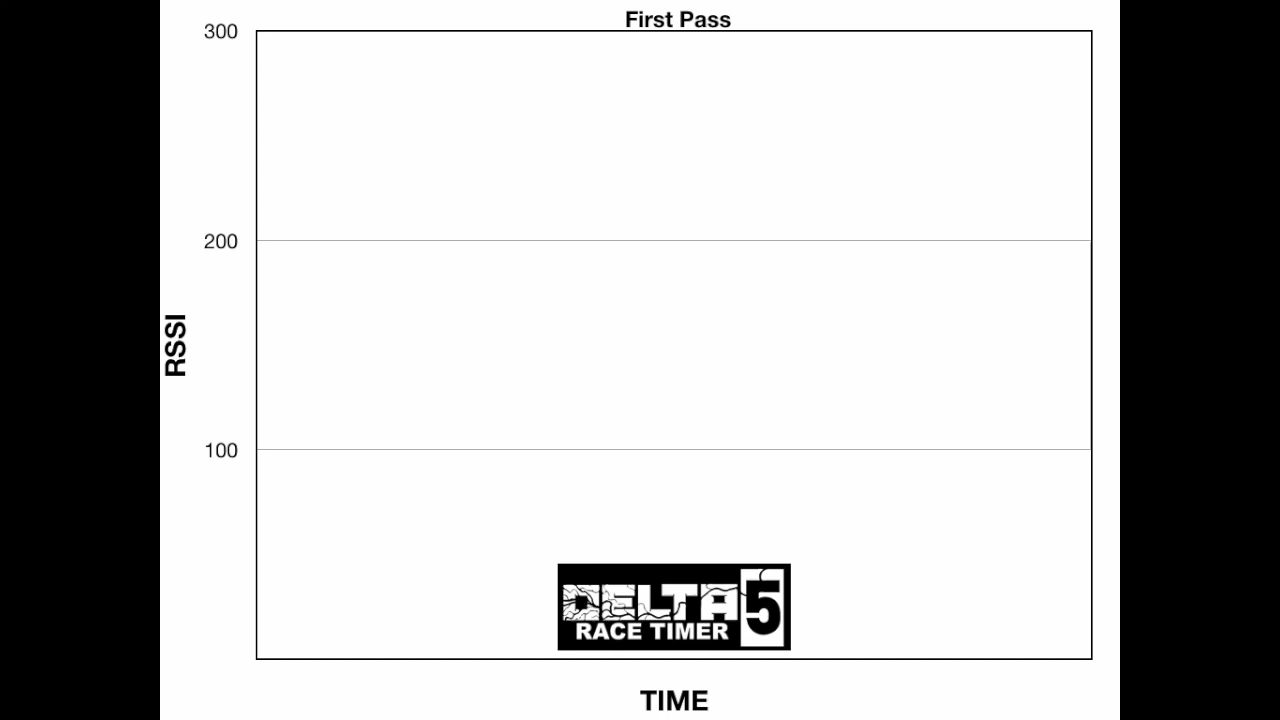 First Pass
300
200
RSSI
100
DELTA 5
RACE TIMER
TIME